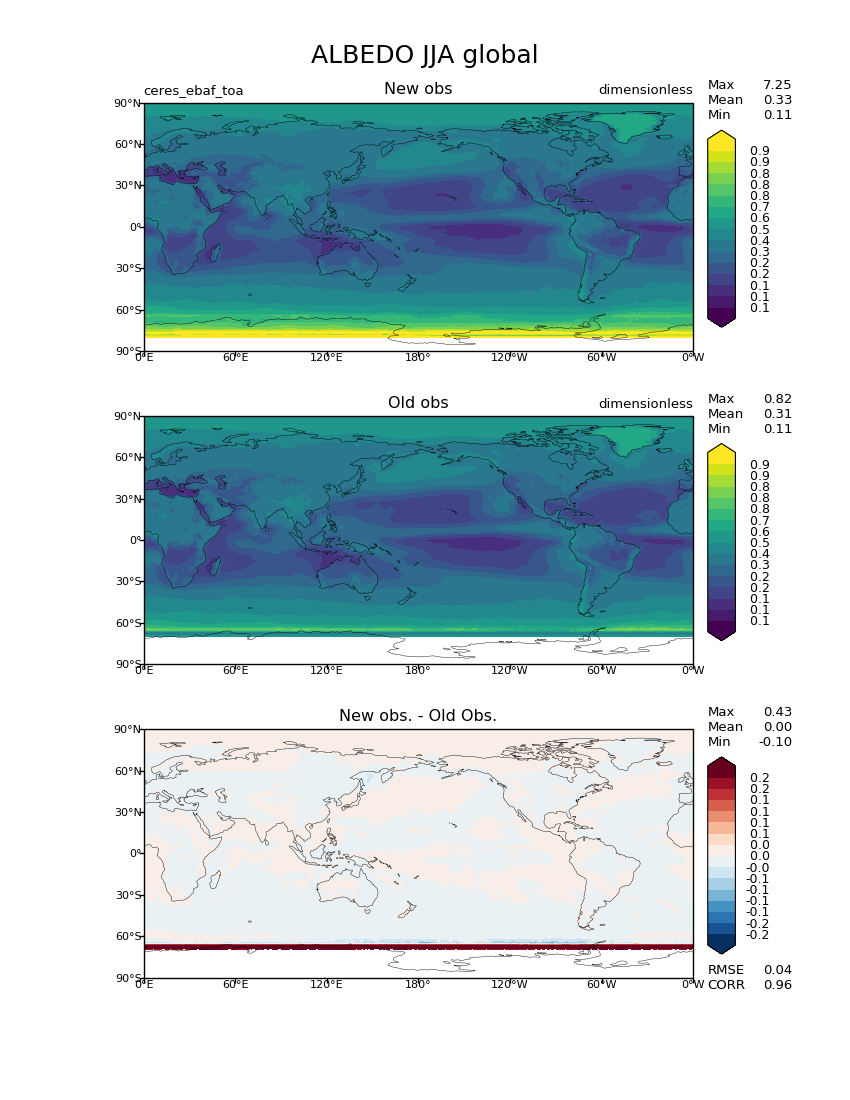 ALBEDO JJA global
ceres_ebaf_toa New obs dimensionless
Max 7.25
Mean 0.33
Min 0.11
90°N
60°N
30°N
0°
30°S
60°S
90°S
0°E 60°E 120°E 180° 120°W 60°W 0°W
0.9
0.9
0.8
0.8
0.8
0.7
0.6
0.5
0.4
0.3
0.2
0.2
0.1
0.1
0.1
Old obs dimensionless
Max 0.82
Mean 0.31
Min 0.11
90°N
60°N
30°N
0°
30°S
60°S
90°S
0°E 60°E 120°E 180° 120°W 60°W 0°W
0.9
0.9
0.8
0.8
0.8
0.7
0.6
0.5
0.4
0.3
0.2
0.2
0.1
0.1
0.1
New obs. - Old Obs.
Max 0.43
Mean 0.00
Min -0.10
90°N
60°N
30°N
0°
30°S
60°S
90°S
0°E 60°E 120°E 180° 120°W 60°W 0°W
0.2
0.2
0.1
0.1
0.1
0.1
0.0
0.0
-0.0
-0.1
-0.1
-0.1
-0.1
-0.2
-0.2
RMSE 0.04
CORR 0.96